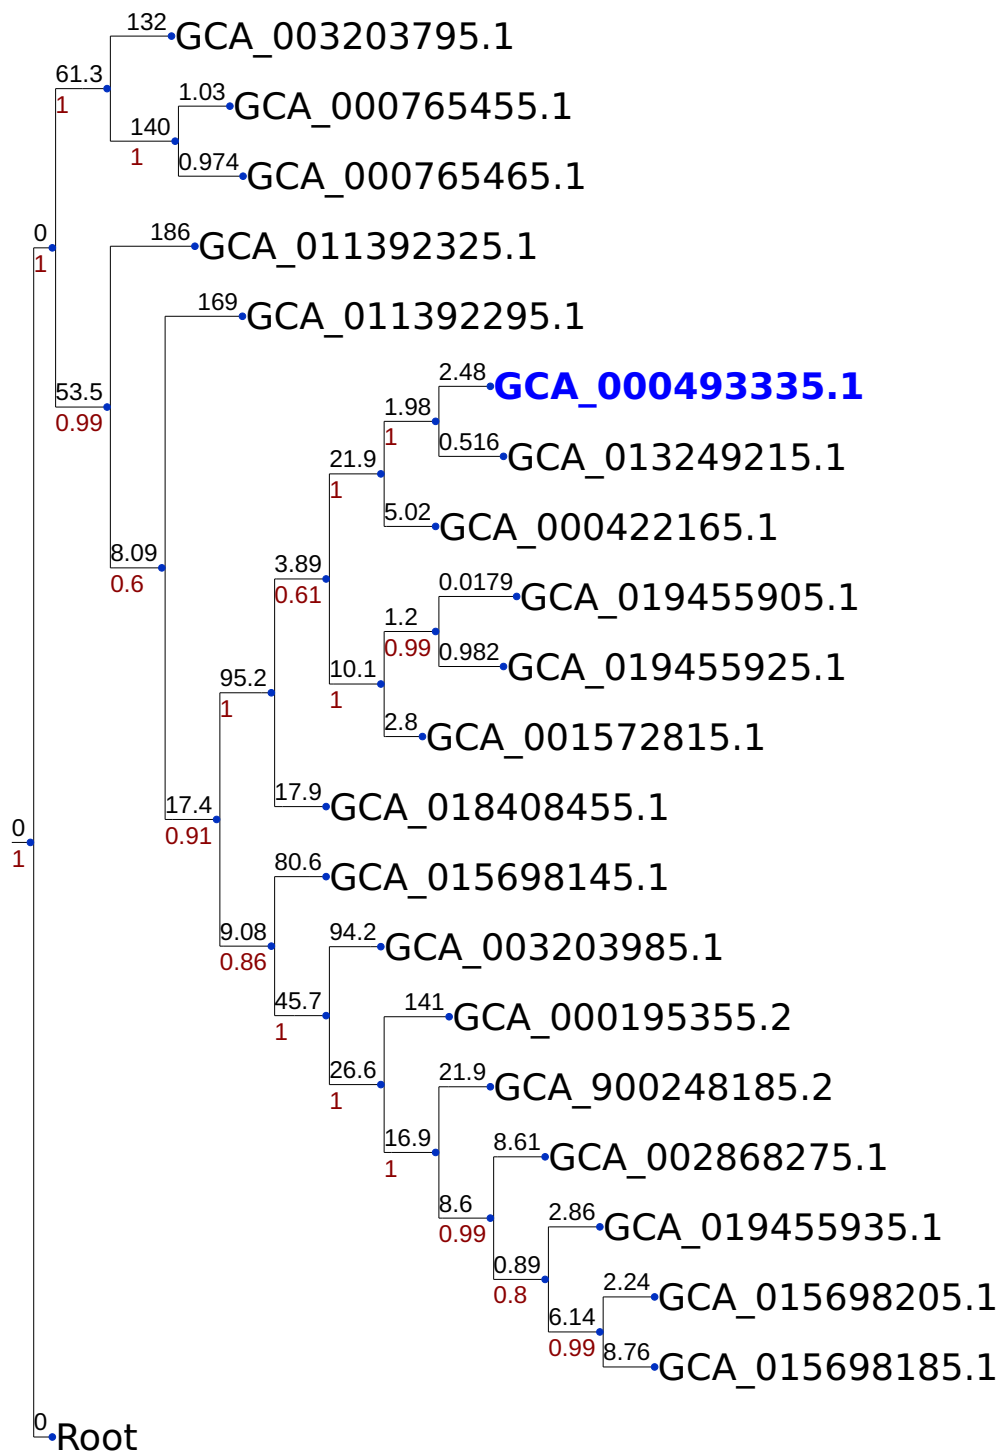 132 GCA_003203795.1
61.3
1
1.03 GCA_000765455.1
140
1
0.974 GCA_000765465.1
0
1
186 GCA_011392325.1
169 GCA_011392295.1
2.48 GCA_000493335.1
53.5
0.99
1.98
1
0.516 GCA_013249215.1
21.9
1
5.02 GCA_000422165.1
8.09
0.6
3.89
0.61
0.0179 GCA_019455905.1
1.2
0.99
0.982 GCA_019455925.1
10.1
1
95.2
1
2.8 GCA_001572815.1
17.9 GCA_018408455.1
17.4
0.91
0
1
80.6 GCA_015698145.1
9.08
0.86
94.2 GCA_003203985.1
45.7
1
141 GCA_000195355.2
26.6
1
21.9 GCA_900248185.2
16.9
1
8.61 GCA_002868275.1
8.6
0.99
2.86 GCA_019455935.1
0.89
0.8
2.24 GCA_015698205.1
6.14
0.99
8.76 GCA_015698185.1
0 Root